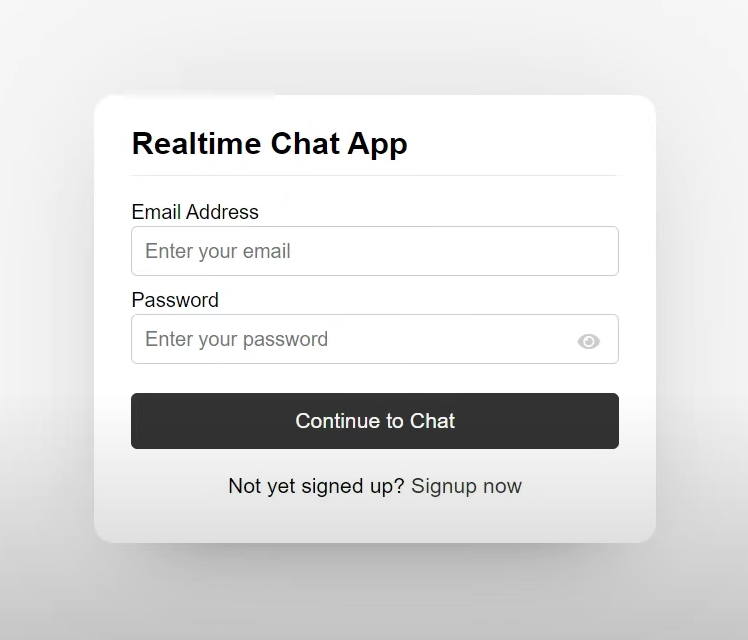 Realtime Chat App
Email Address
Enter your email
Password
Enter your password
Continue to Chat
Not yet signed up? Signup now